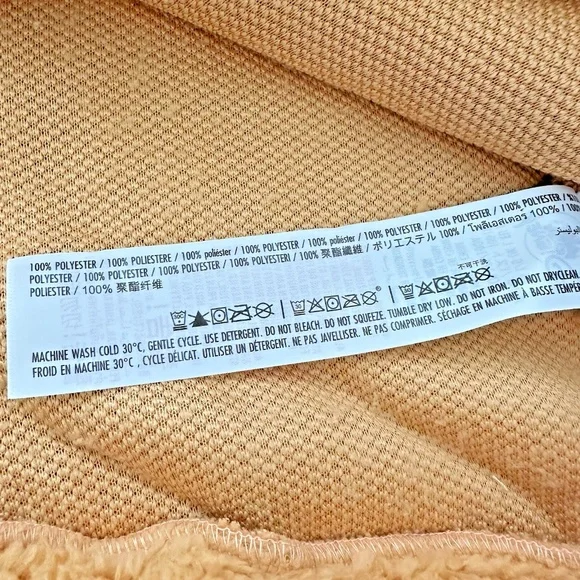 100% POLYESTER / 100% POLIESTERE / 100% poliéster / 100% POLYESTER / 100% POLYESTER / 100% POLYESTER / 100% POLYESTER /
POLYESTER / 100% POLYESTER / 100% POLYESTER / 100% POLYESTERI / 100% 聚酯纖維 / ポリエステル 100% / โพลีเอสเตอร์ 100% / 100%
POLIESTER / 100% 聚酯纤维
不可干洗
MACHINE WASH COLD 30°C, GENTLE CYCLE. USE DETERGENT. DO NOT BLEACH. DO NOT SQUEEZE. TUMBLE DRY LOW. DO NOT IRON. DO NOT DRYCLEAN.
FROID EN MACHINE 30°C , CYCLE DÉLICAT. UTILISER UN DÉTERGENT. NE PAS JAVELLISER. NE PAS COMPRIMER. SÉCHAGE EN MACHINE À BASSE TEMPÉR